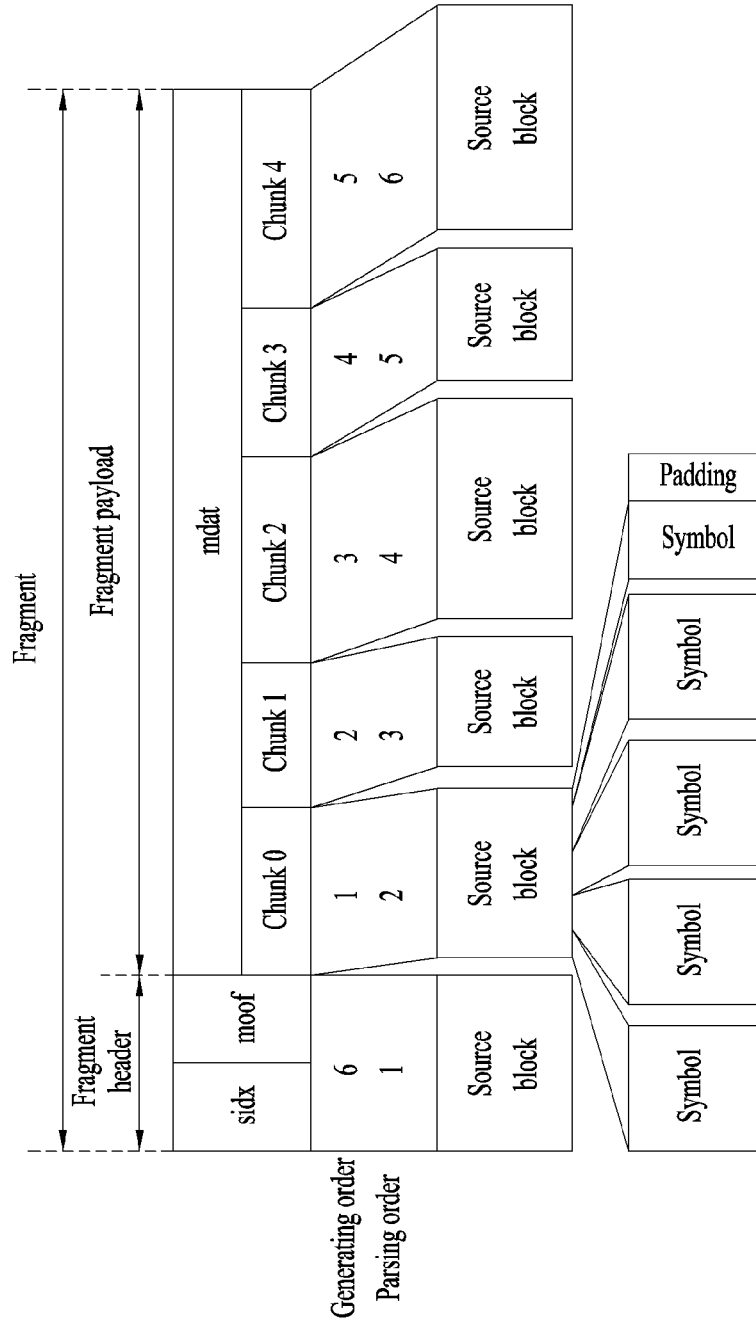 Fragment
Fragment
header
Fragment payload
sidx
moof
mdat
Chunk 0
Chunk 1
Chunk 2
Chunk 3
Chunk 4
Generating order
6
1
2
3
4
5
Parsing order
1
2
3
4
5
6
Source
block
Source
block
Source
block
Source
block
Source
block
Source
block
Symbol
Symbol
Symbol
Symbol
Symbol
Padding